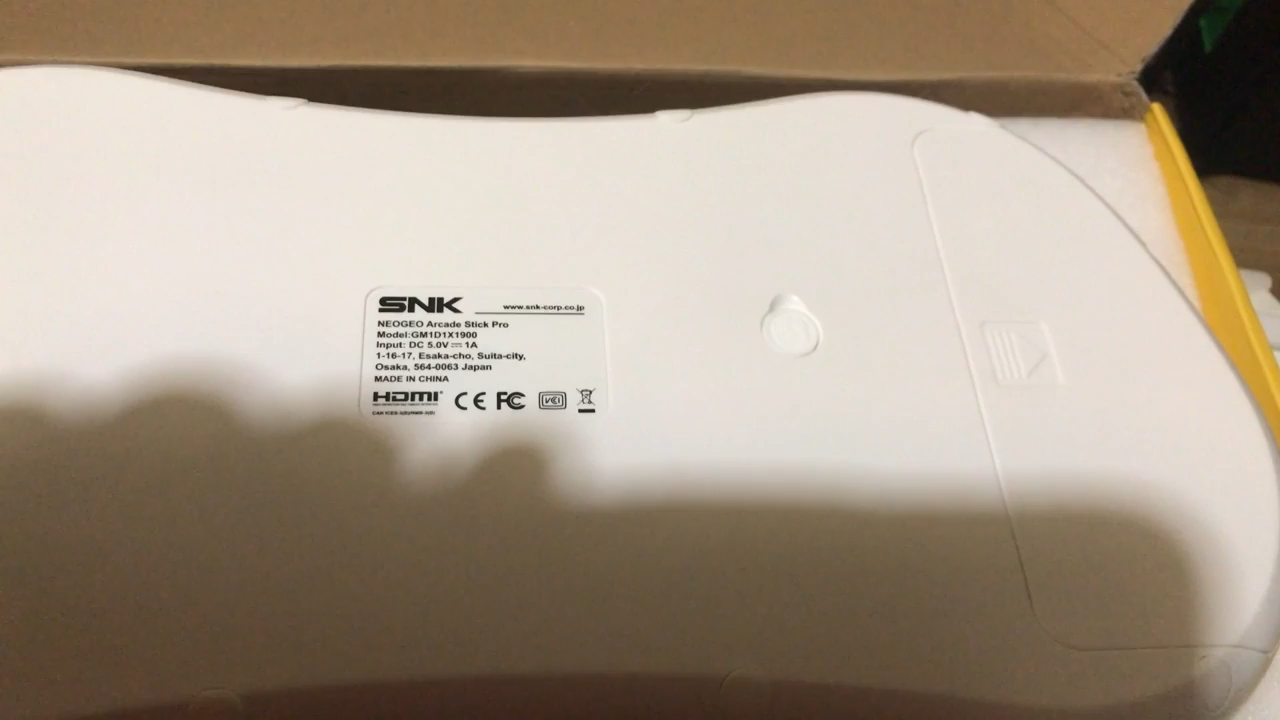 SNK www.snk-corp.co.jp
NEOGEO Arcade Stick Pro
Model:GM1D1X1900
Input: DC 5.0V⎓1A
1-16-17, Esaka-cho, Suita-city,
Osaka, 564-0063 Japan
MADE IN CHINA
HDMI CE FC VCI